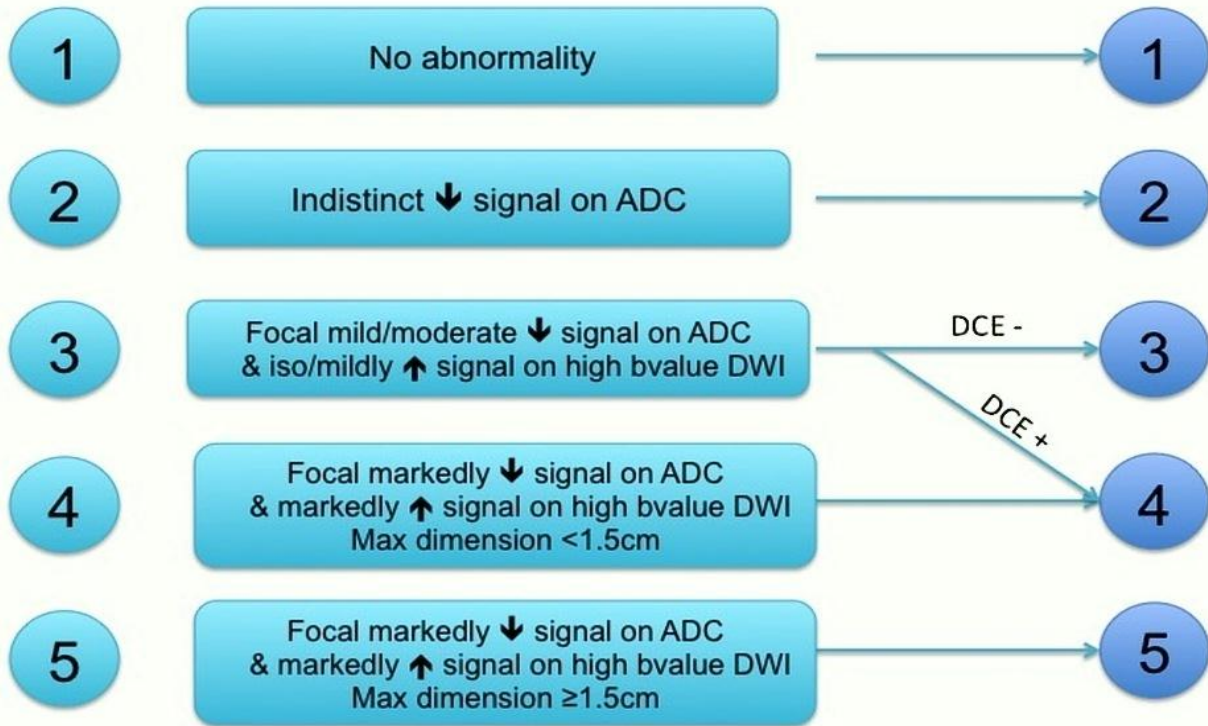 1 No abnormality 1
2 Indistinct ↓ signal on ADC 2
3 Focal mild/moderate ↓ signal on ADC
& iso/mildly ↑ signal on high bvalue DWI
DCE - 3
DCE +
4 Focal markedly ↓ signal on ADC
& markedly ↑ signal on high bvalue DWI
Max dimension <1.5cm
4
5 Focal markedly ↓ signal on ADC
& markedly ↑ signal on high bvalue DWI
Max dimension ≥1.5cm
5